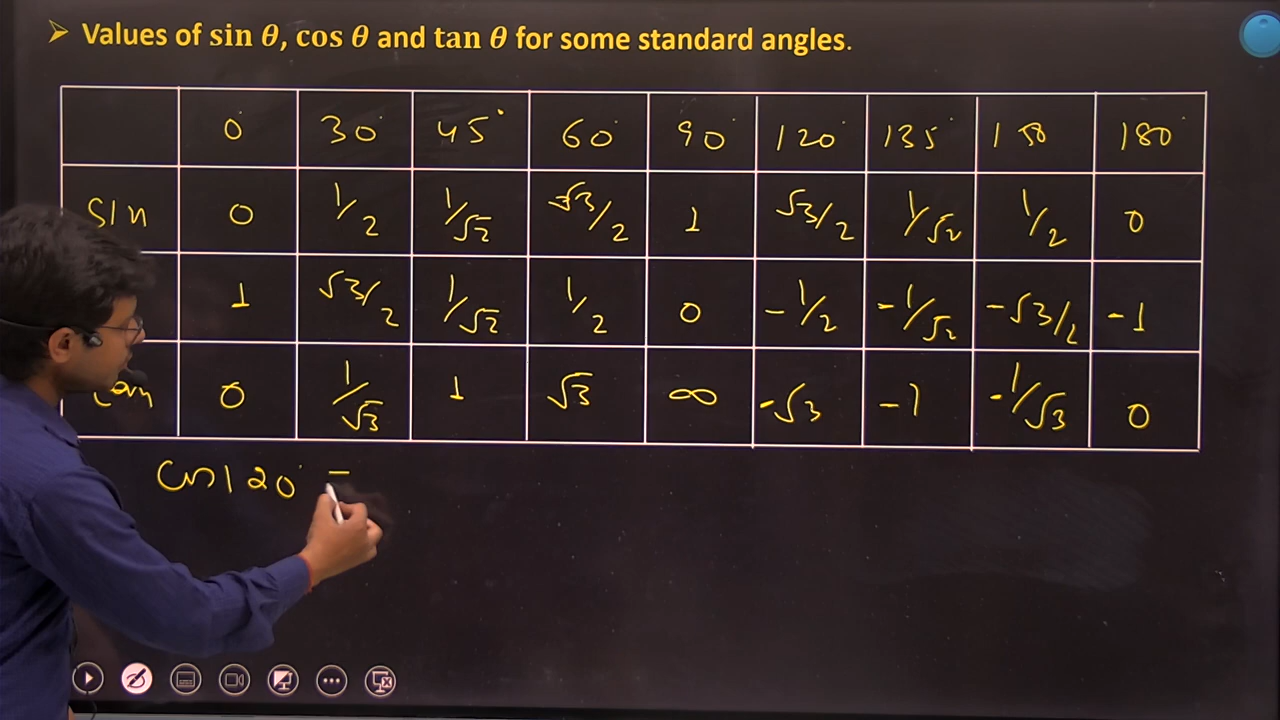 ➤ Values of sin θ, cos θ and tan θ for some standard angles.
0° 30° 45° 60° 90° 120° 135° 150 180°
sin 0 1/2 1/√2 √3/2 1 √3/2 1/√2 1/2 0
1 √3/2 1/√2 1/2 0 -1/2 -1/√2 -√3/2 -1
tan 0 1/√3 1 √3 ∞ -√3 -1 -1/√3 0
cos120°